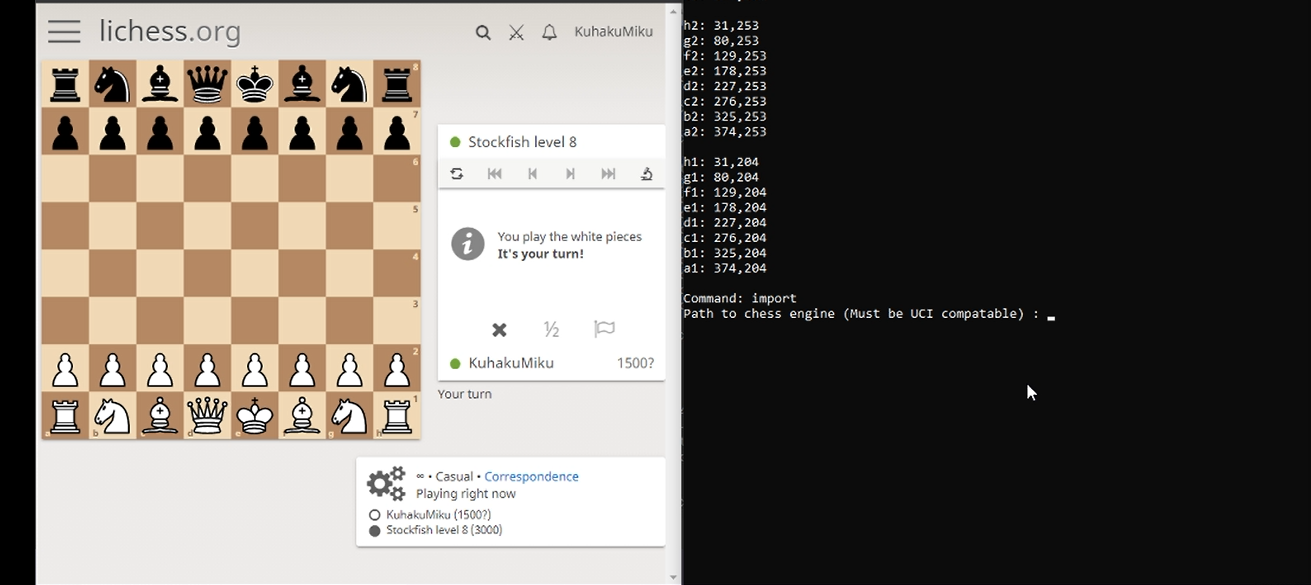 lichess.org
KuhakuMiku
8
7
6
5
4
3
2
1
a b c d e f g h
Stockfish level 8
You play the white pieces
It's your turn!
½
KuhakuMiku 1500?
Your turn
∞ • Casual • Correspondence
Playing right now
KuhakuMiku (1500?)
Stockfish level 8 (3000)
h2: 31,253
g2: 80,253
f2: 129,253
e2: 178,253
d2: 227,253
c2: 276,253
b2: 325,253
a2: 374,253
h1: 31,204
g1: 80,204
f1: 129,204
e1: 178,204
d1: 227,204
c1: 276,204
b1: 325,204
a1: 374,204
Command: import
Path to chess engine (Must be UCI compatable) : _